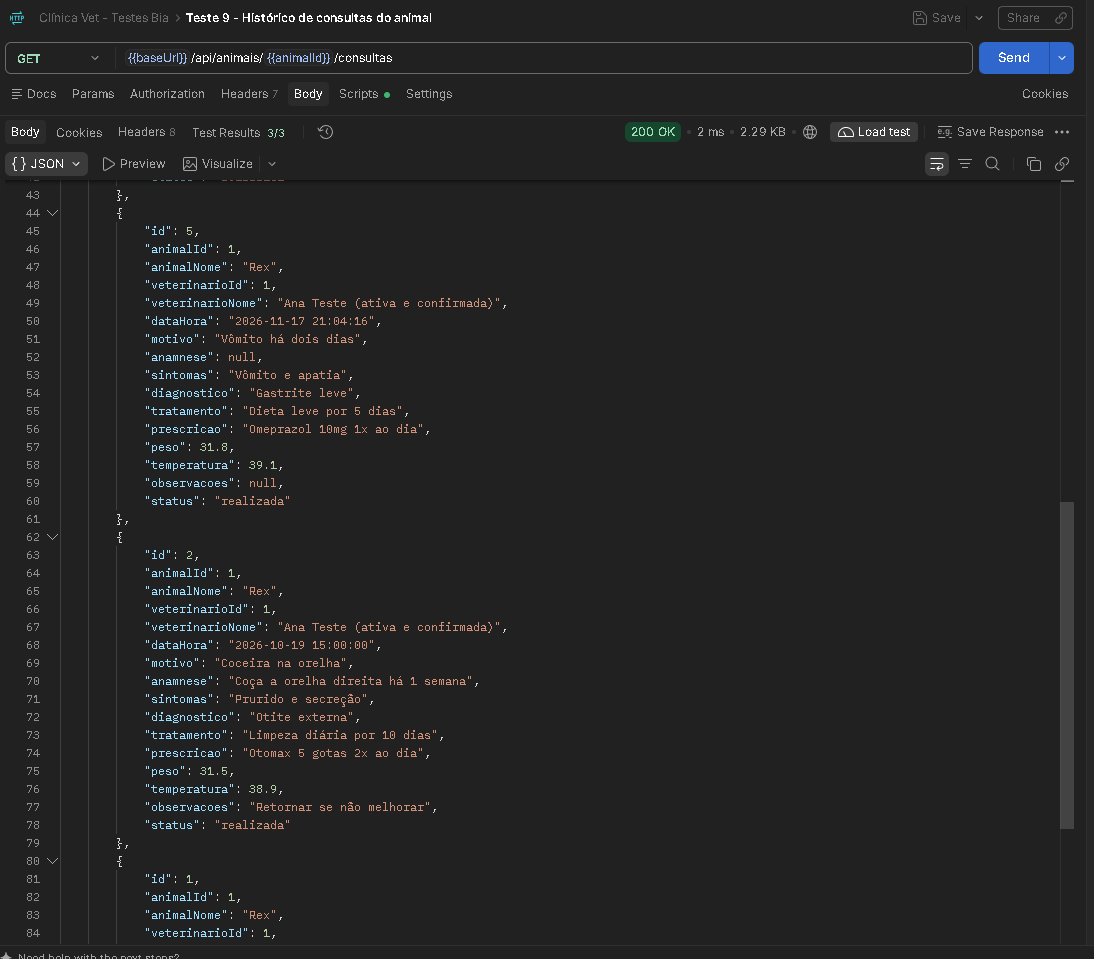 HTTP Clínica Vet - Testes Bia > Teste 9 - Histórico de consultas do animal Save Share
GET {{baseUrl}} /api/animais/ {{animalId}} /consultas Send
Docs Params Authorization Headers 7 Body Scripts Settings Cookies
Body Cookies Headers 8 Test Results 3/3 200 OK • 2 ms • 2.29 KB • Load test e.g. Save Response
{} JSON Preview Visualize
43 },
44 {
45 "id": 5,
46 "animalId": 1,
47 "animalNome": "Rex",
48 "veterinarioId": 1,
49 "veterinarioNome": "Ana Teste (ativa e confirmada)",
50 "dataHora": "2026-11-17 21:04:16",
51 "motivo": "Vômito há dois dias",
52 "anamnese": null,
53 "sintomas": "Vômito e apatia",
54 "diagnostico": "Gastrite leve",
55 "tratamento": "Dieta leve por 5 dias",
56 "prescricao": "Omeprazol 10mg 1x ao dia",
57 "peso": 31.8,
58 "temperatura": 39.1,
59 "observacoes": null,
60 "status": "realizada"
61 },
62 {
63 "id": 2,
64 "animalId": 1,
65 "animalNome": "Rex",
66 "veterinarioId": 1,
67 "veterinarioNome": "Ana Teste (ativa e confirmada)",
68 "dataHora": "2026-10-19 15:00:00",
69 "motivo": "Coceira na orelha",
70 "anamnese": "Coça a orelha direita há 1 semana",
71 "sintomas": "Prurido e secreção",
72 "diagnostico": "Otite externa",
73 "tratamento": "Limpeza diária por 10 dias",
74 "prescricao": "Otomax 5 gotas 2x ao dia",
75 "peso": 31.5,
76 "temperatura": 38.9,
77 "observacoes": "Retornar se não melhorar",
78 "status": "realizada"
79 },
80 {
81 "id": 1,
82 "animalId": 1,
83 "animalNome": "Rex",
84 "veterinarioId": 1,
Need help with the next steps?